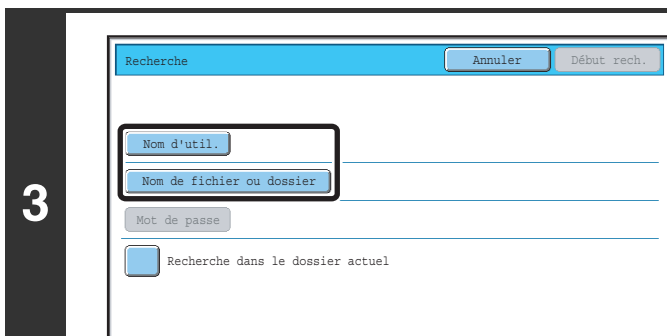 3
Recherche Annuler Début rech.
Nom d'util.
Nom de fichier ou dossier
Mot de passe
Recherche dans le dossier actuel